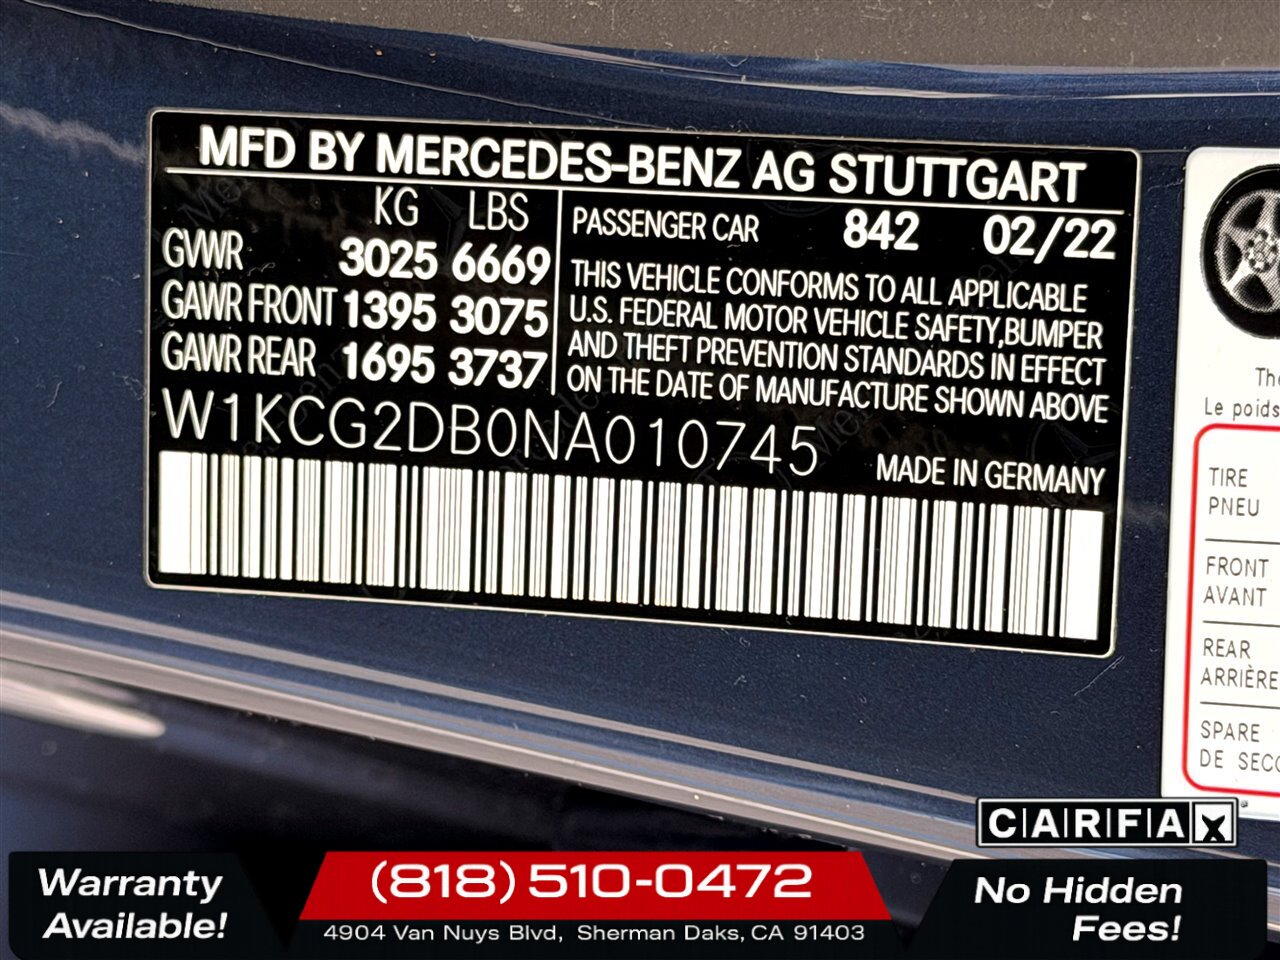 MFD BY MERCEDES-BENZ AG STUTTGART
KG LBS
GVWR 3025 6669
GAWR FRONT 1395 3075
GAWR REAR 1695 3737
PASSENGER CAR 842 02/22
THIS VEHICLE CONFORMS TO ALL APPLICABLE
U.S. FEDERAL MOTOR VEHICLE SAFETY,BUMPER
AND THEFT PREVENTION STANDARDS IN EFFECT
ON THE DATE OF MANUFACTURE SHOWN ABOVE
W1KCG2DB0NA010745
MADE IN GERMANY
Le poids
TIRE
PNEU
FRONT
AVANT
REAR
ARRIÈRE
SPARE
DE SECO
CARFAX
Warranty
Available!
(818) 510-0472
4904 Van Nuys Blvd, Sherman Daks, CA 91403
No Hidden
Fees!